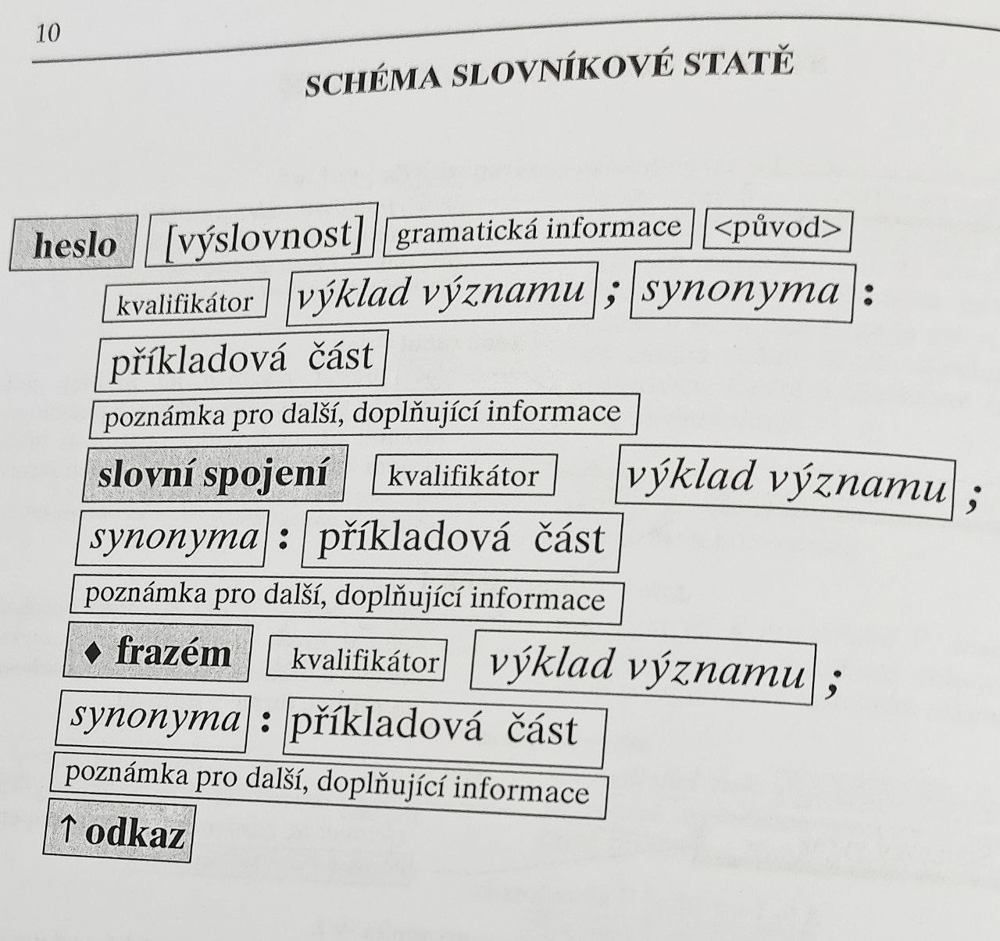 10
SCHÉMA SLOVNÍKOVÉ STATĚ
heslo [výslovnost] gramatická informace <původ>
kvalifikátor výklad významu ; synonyma :
příkladová část
poznámka pro další, doplňující informace
slovní spojení kvalifikátor výklad významu ;
synonyma : příkladová část
poznámka pro další, doplňující informace
♦ frazém kvalifikátor výklad významu ;
synonyma : příkladová část
poznámka pro další, doplňující informace
↑ odkaz